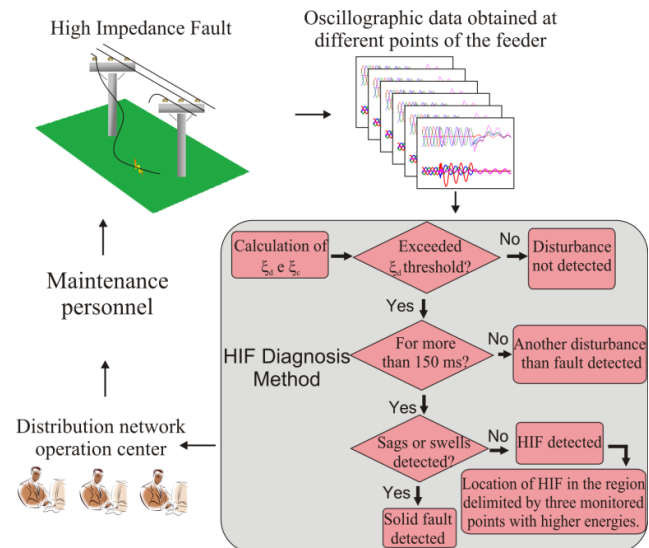 High Impedance Fault
Oscillographic data obtained at
different points of the feeder
Calculation of
ξd e ξc
Exceeded
ξd threshold?
No
Disturbance
not detected
Yes
For more
than 150 ms?
No
Another disturbance
than fault detected
HIF Diagnosis
Method
Yes
Sags or swells
detected?
No
HIF detected
Location of HIF in the region
delimited by three monitored
points with higher energies.
Yes
Solid fault
detected
Distribution network
operation center
Maintenance
personnel